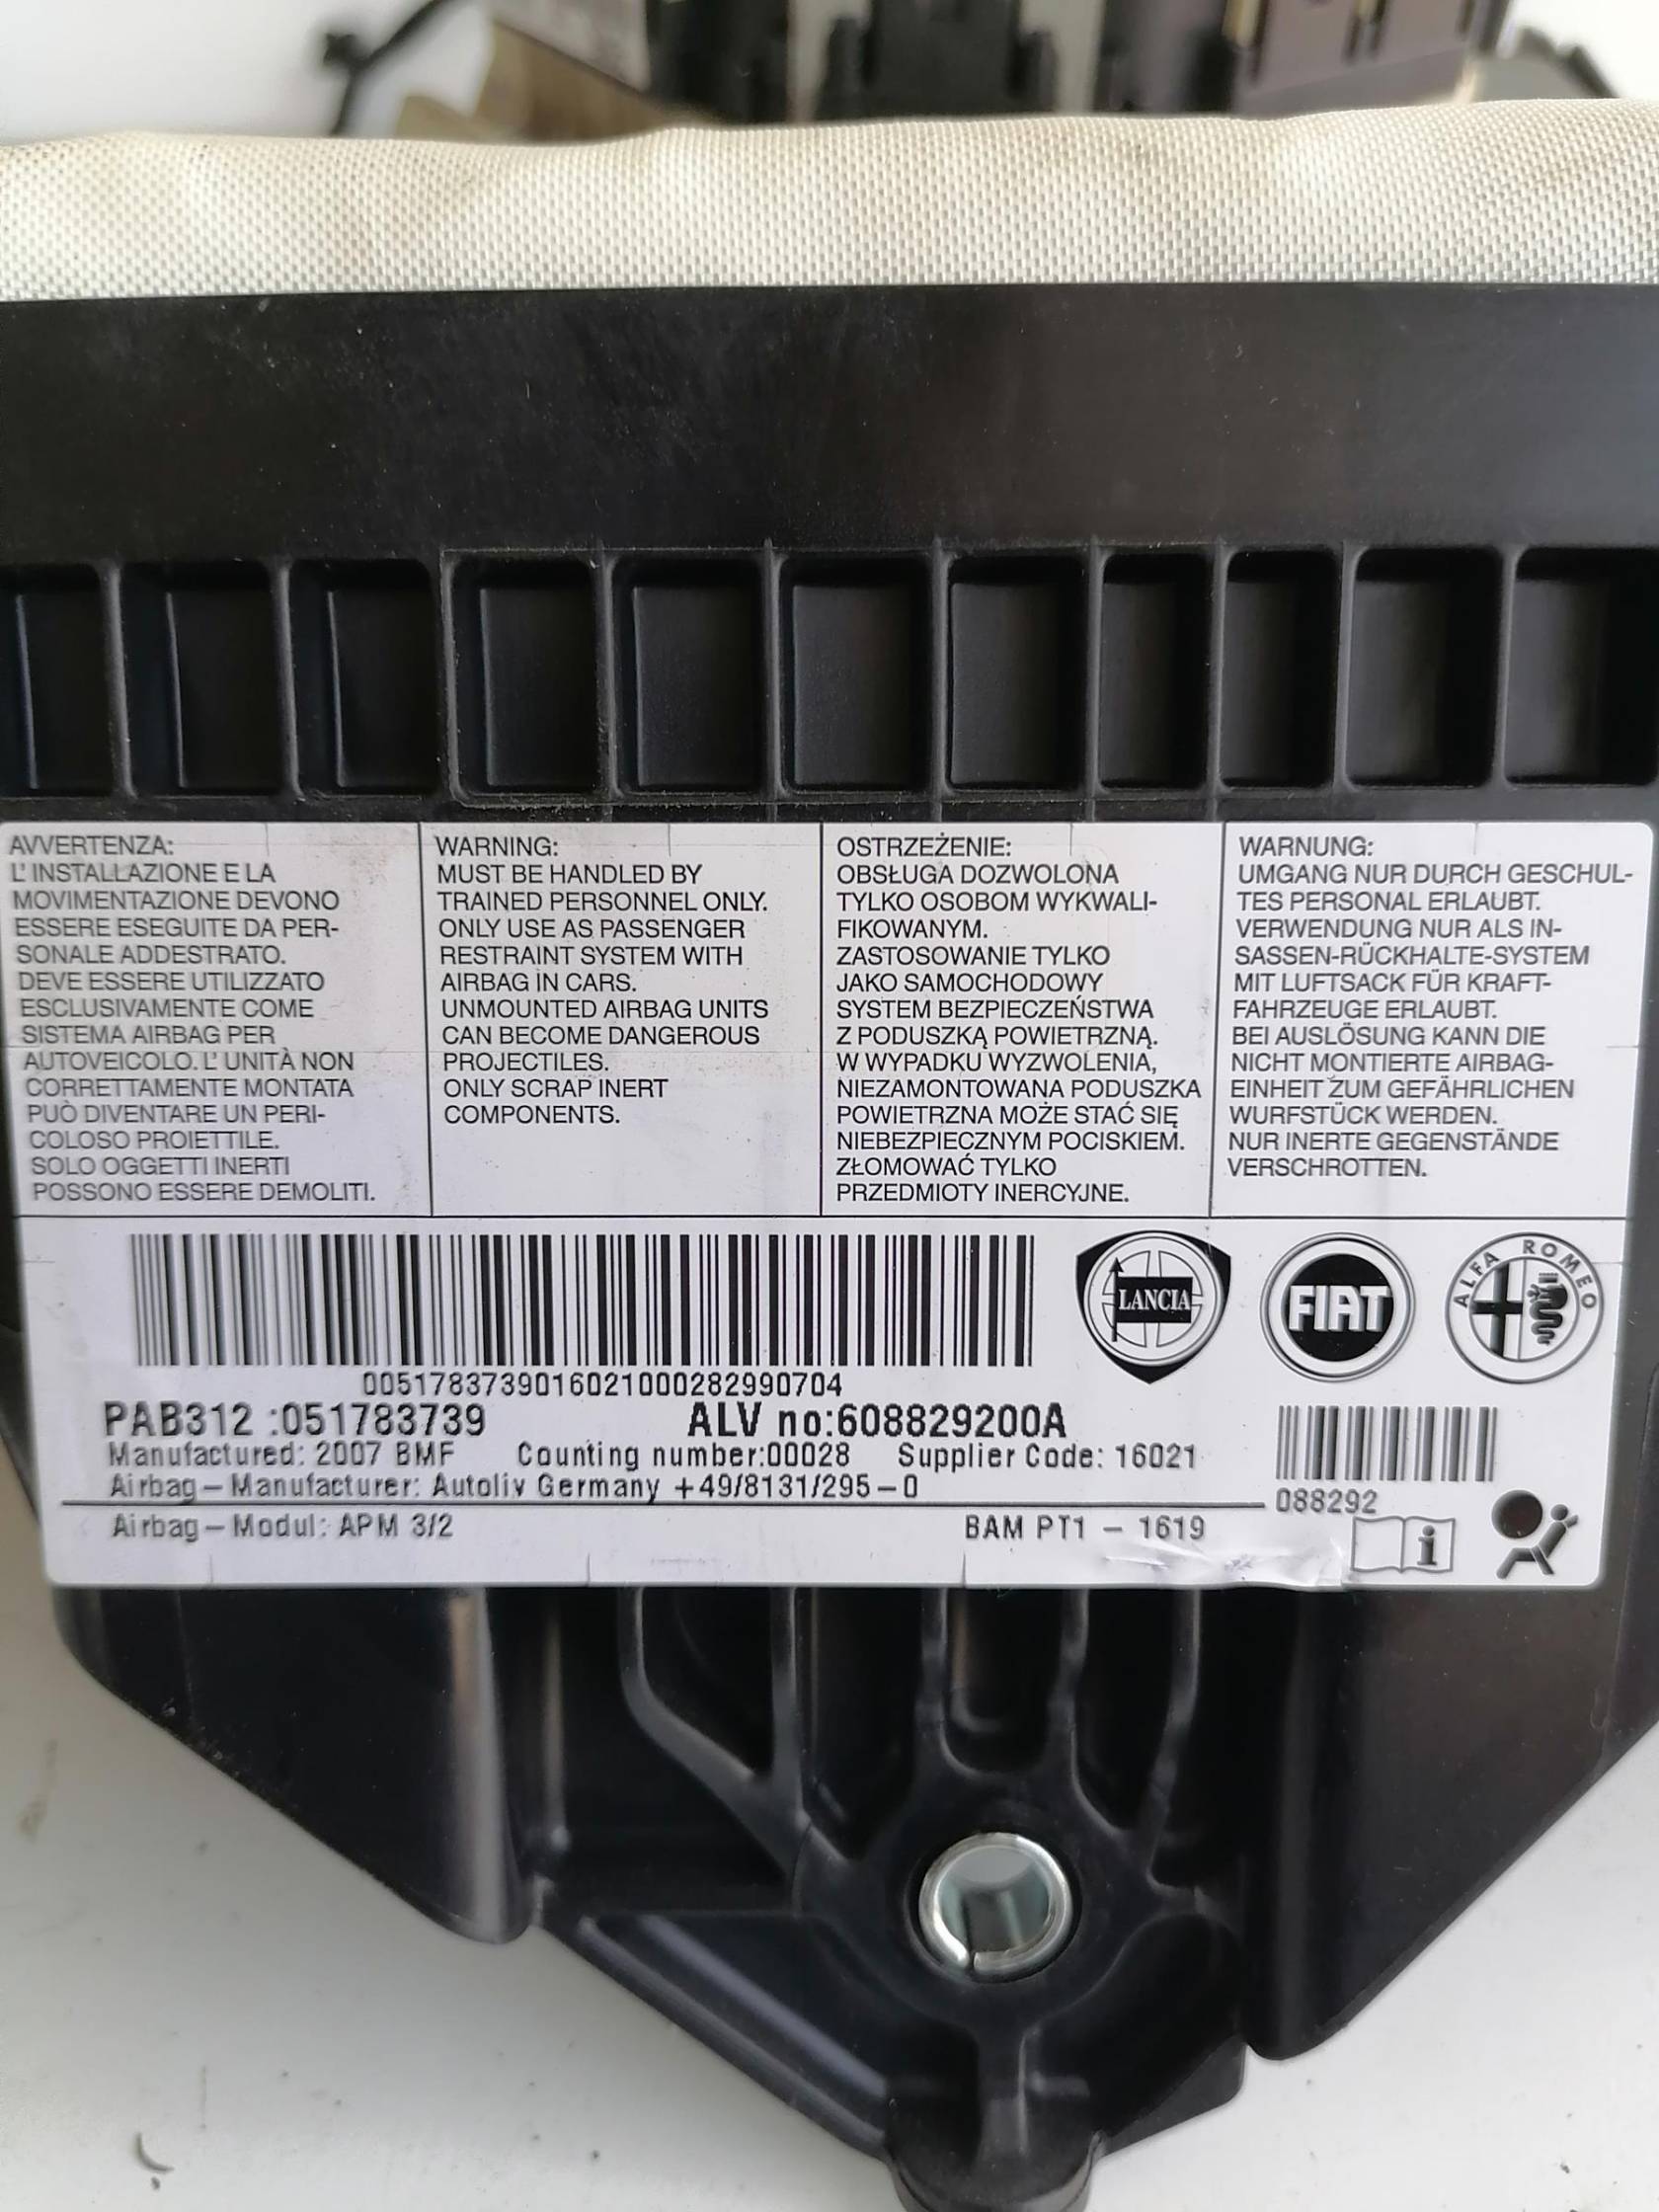 AVVERTENZA:
L' INSTALLAZIONE E LA
MOVIMENTAZIONE DEVONO
ESSERE ESEGUITE DA PER-
SONALE ADDESTRATO.
DEVE ESSERE UTILIZZATO
ESCLUSIVAMENTE COME
SISTEMA AIRBAG PER
AUTOVEICOLO. L' UNITÀ NON
CORRETTAMENTE MONTATA
PUÒ DIVENTARE UN PERI-
COLOSO PROIETTILE.
SOLO OGGETTI INERTI
POSSONO ESSERE DEMOLITI.
WARNING:
MUST BE HANDLED BY
TRAINED PERSONNEL ONLY.
ONLY USE AS PASSENGER
RESTRAINT SYSTEM WITH
AIRBAG IN CARS.
UNMOUNTED AIRBAG UNITS
CAN BECOME DANGEROUS
PROJECTILES.
ONLY SCRAP INERT
COMPONENTS.
OSTRZEŻENIE:
OBSŁUGA DOZWOLONA
TYLKO OSOBOM WYKWALI-
FIKOWANYM.
ZASTOSOWANIE TYLKO
JAKO SAMOCHODOWY
SYSTEM BEZPIECZEŃSTWA
Z PODUSZKĄ POWIETRZNĄ.
W WYPADKU WYZWOLENIA,
NIEZAMONTOWANA PODUSZKA
POWIETRZNA MOŻE STAĆ SIĘ
NIEBEZPIECZNYM POCISKIEM.
ZŁOMOWAĆ TYLKO
PRZEDMIOTY INERCYJNE.
WARNUNG:
UMGANG NUR DURCH GESCHUL-
TES PERSONAL ERLAUBT.
VERWENDUNG NUR ALS IN-
SASSEN-RÜCKHALTE-SYSTEM
MIT LUFTSACK FÜR KRAFT-
FAHRZEUGE ERLAUBT.
BEI AUSLÖSUNG KANN DIE
NICHT MONTIERTE AIRBAG-
EINHEIT ZUM GEFÄHRLICHEN
WURFSTÜCK WERDEN.
NUR INERTE GEGENSTÄNDE
VERSCHROTTEN.
LANCIA
FIAT
ALFA ROMEO
005178373901602100028299​0704
PAB312 :051783739 ALV no:608829200A
Manufactured: 2007 BMF Counting number:00028 Supplier Code: 16021
Airbag-Manufacturer: Autoliv Germany +49/8131/295-0
088292
Airbag-Modul: APM 3/2 BAM PT1 - 1619
i